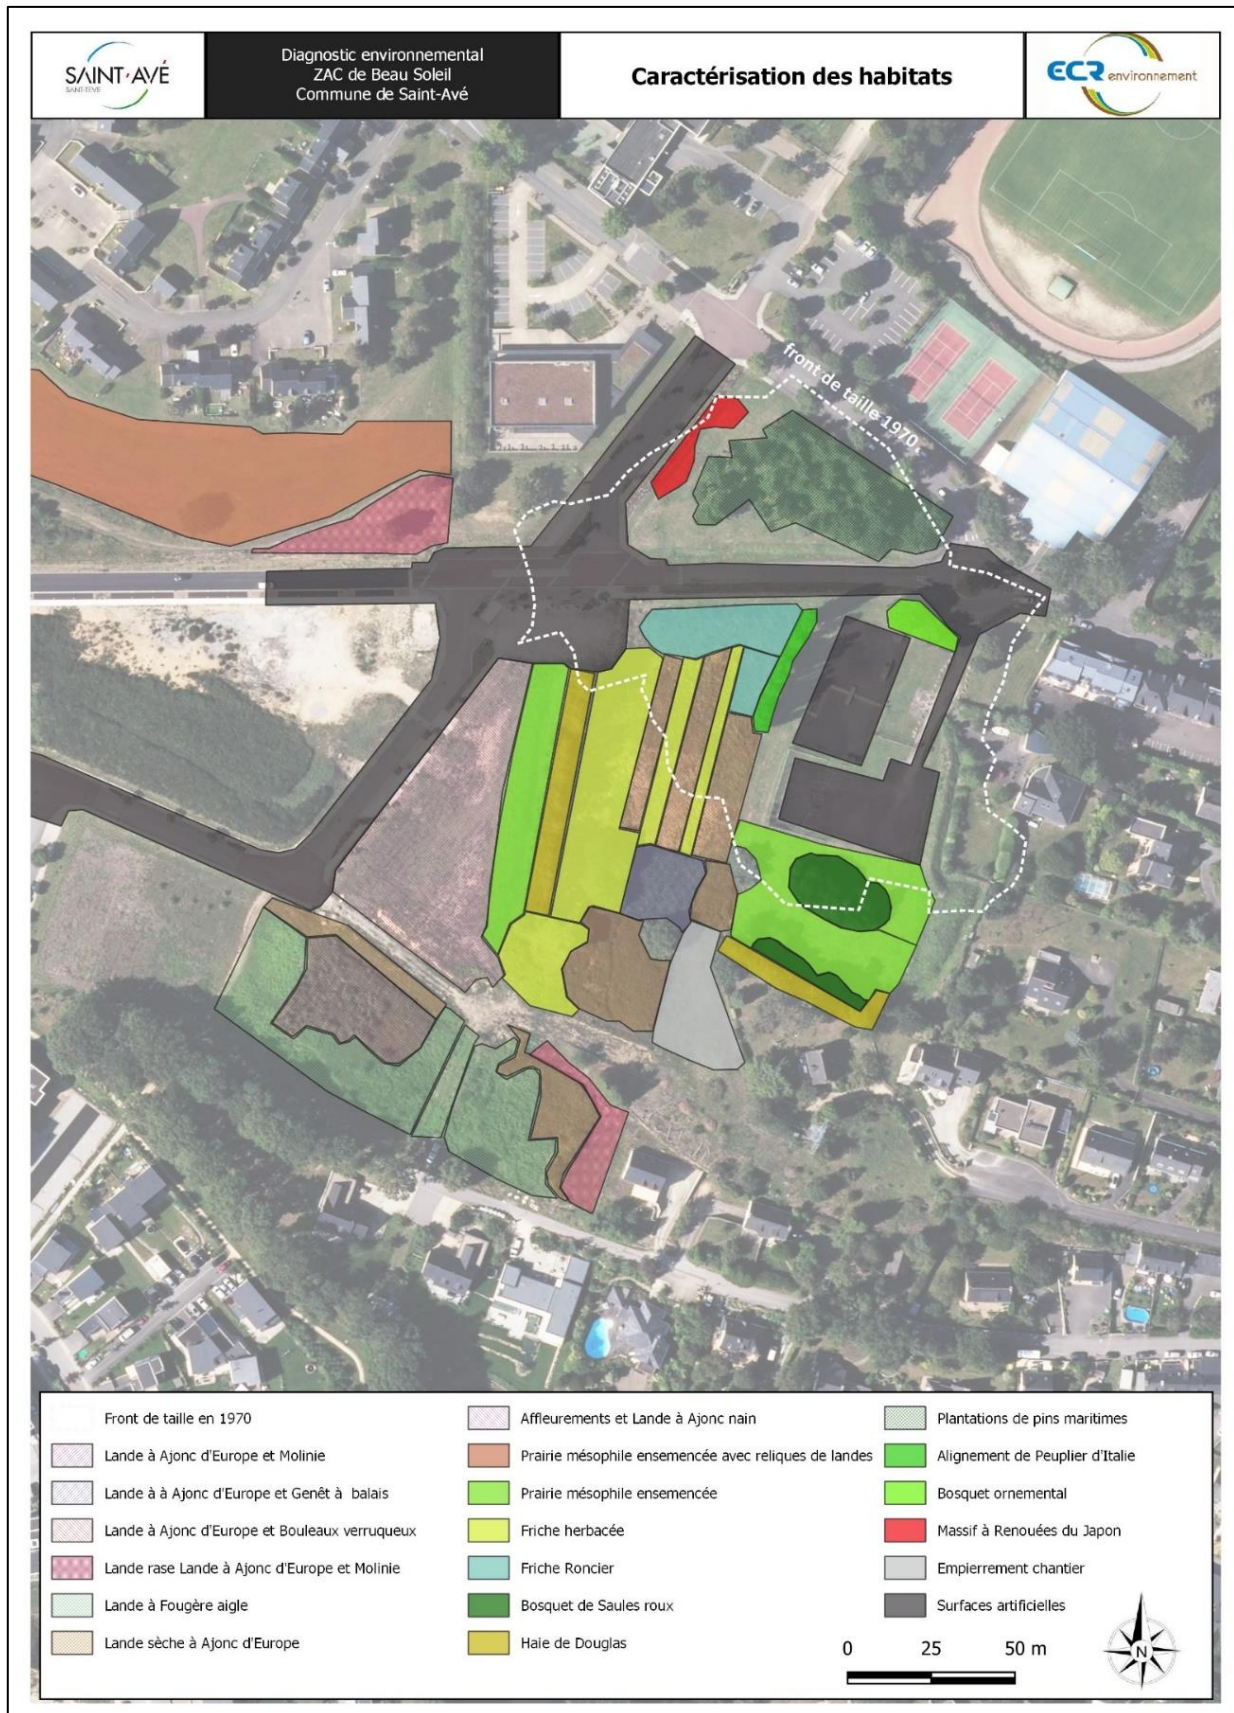 SAINT·AVÉ
SANT-TEVE
Diagnostic environnemental
ZAC de Beau Soleil
Commune de Saint-Avé
Caractérisation des habitats
ECR environnement
front de taille 1970
Front de taille en 1970
Lande à Ajonc d'Europe et Molinie
Lande à à Ajonc d'Europe et Genêt à balais
Lande à Ajonc d'Europe et Bouleaux verruqueux
Lande rase Lande à Ajonc d'Europe et Molinie
Lande à Fougère aigle
Lande sèche à Ajonc d'Europe
Affleurements et Lande à Ajonc nain
Prairie mésophile ensemencée avec reliques de landes
Prairie mésophile ensemencée
Friche herbacée
Friche Roncier
Bosquet de Saules roux
Haie de Douglas
Plantations de pins maritimes
Alignement de Peuplier d'Italie
Bosquet ornemental
Massif à Renouées du Japon
Empierrement chantier
Surfaces artificielles
0 25 50 m
N